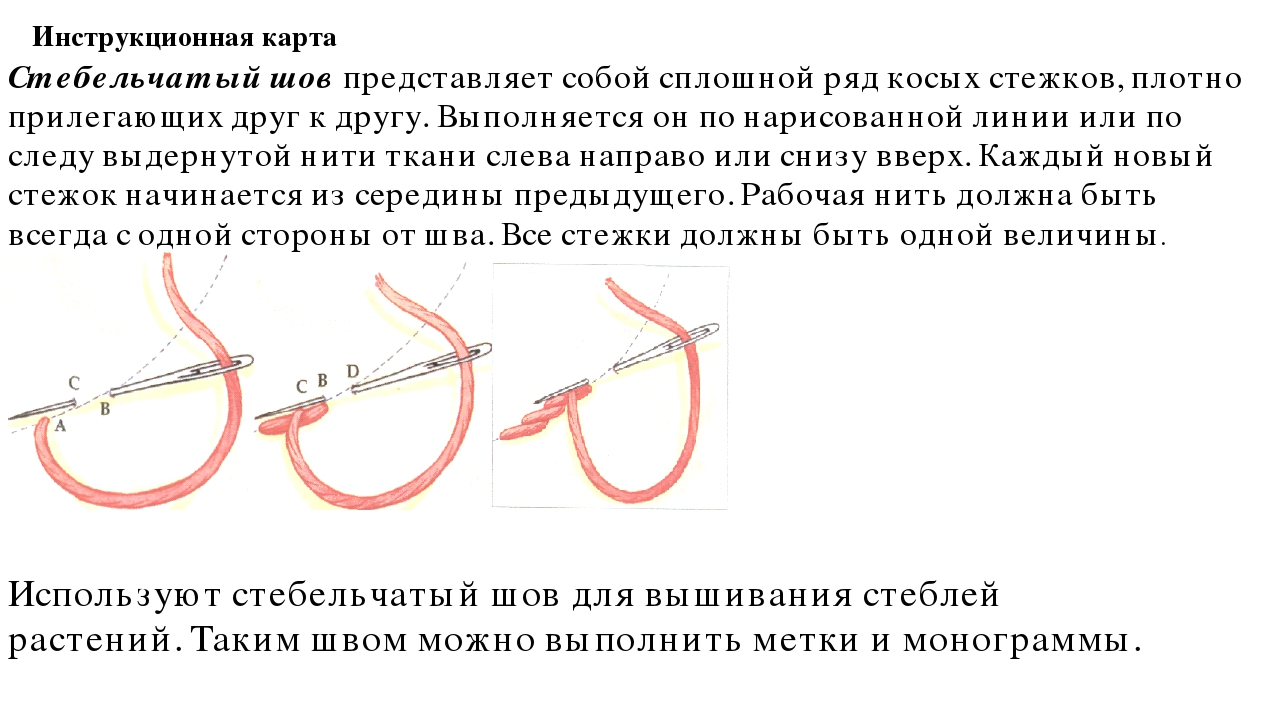 Инструкционная карта
Стебельчатый шов представляет собой сплошной ряд косых стежков, плотно
прилегающих друг к другу. Выполняется он по нарисованной линии или по
следу выдернутой нити ткани слева направо или снизу вверх. Каждый новый
стежок начинается из середины предыдущего. Рабочая нить должна быть
всегда с одной стороны от шва. Все стежки должны быть одной величины.
C
B
A
C B D
Используют стебельчатый шов для вышивания стеблей
растений. Таким швом можно выполнить метки и монограммы.